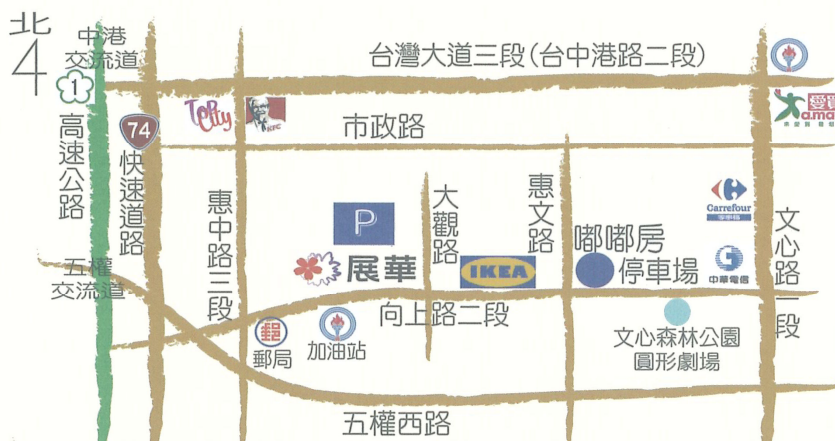 北
4
中港
交流道
1
高速公路
74
快速道路
台灣大道三段(台中港路二段)
Top City
KFC
市政路
愛買
a.ma
惠中路三段
P
展華
大觀路
IKEA
惠文路
嘟嘟房
停車場
Carrefour
家樂福
中華電信
文心路一段
五權
交流道
向上路二段
郵
郵局
加油站
文心森林公園
圓形劇場
五權西路